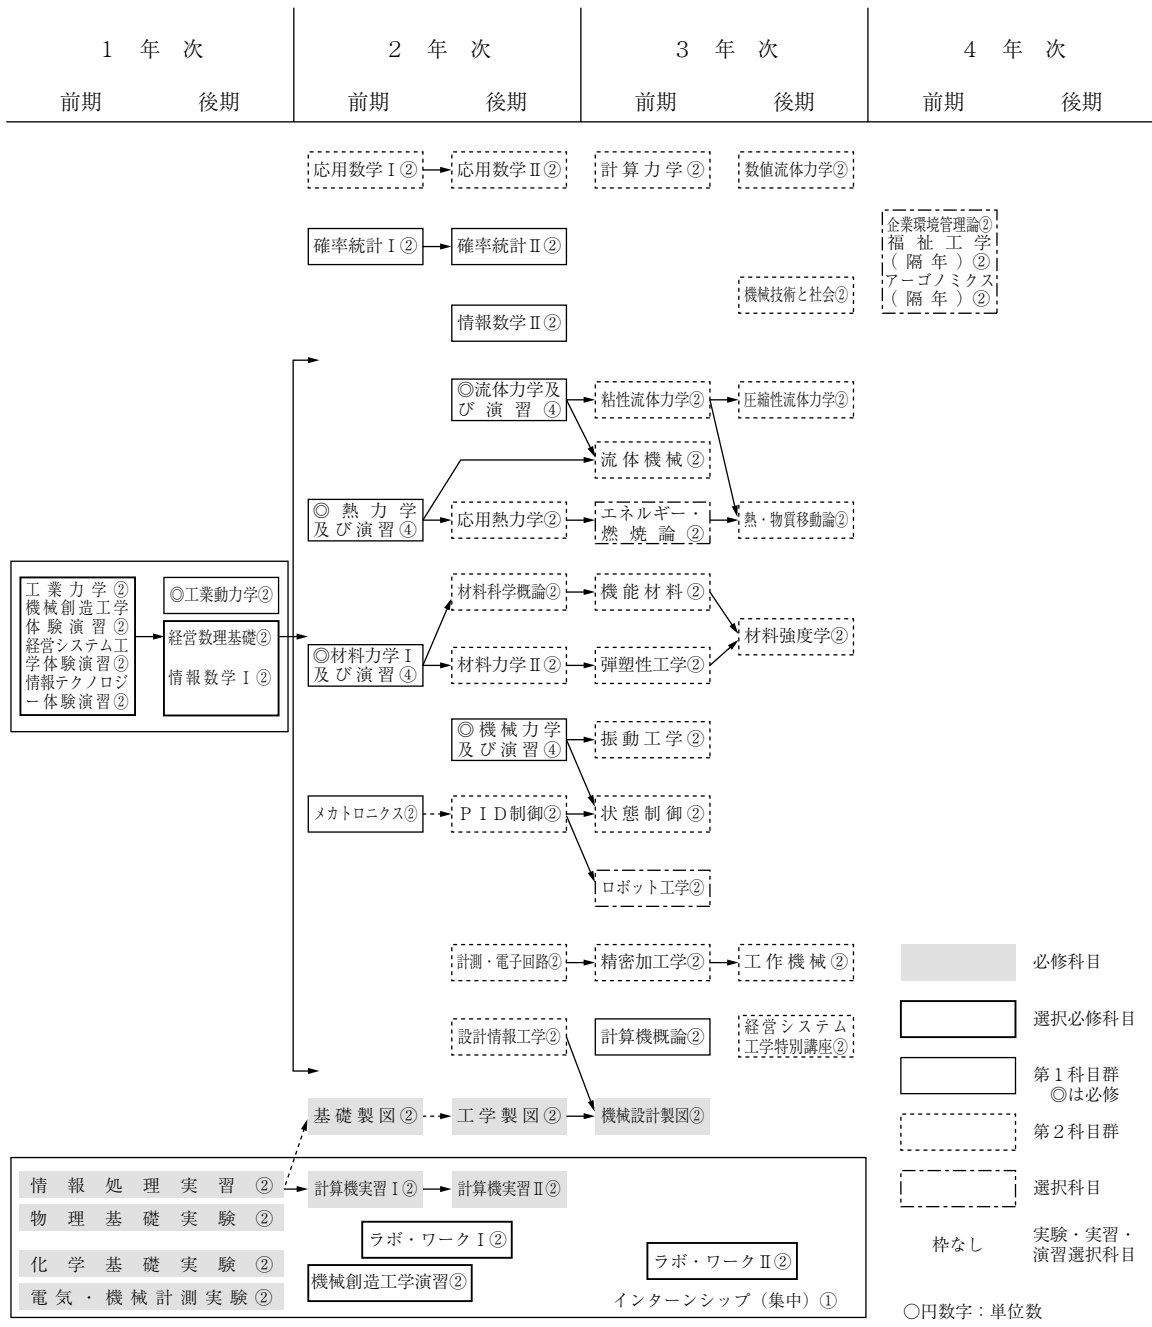 1 年 次
2 年 次
3 年 次
4 年 次
前期
後期
前期
後期
前期
後期
前期
後期
応用数学Ⅰ②
応用数学Ⅱ②
計算力学②
数値流体力学②
確率統計Ⅰ②
確率統計Ⅱ②
企業環境管理論②
福祉工学
(隔年)②
アーゴノミクス
(隔年)②
機械技術と社会②
情報数学Ⅱ②
◎流体力学及
び演習④
粘性流体力学②
圧縮性流体力学②
流体機械②
◎熱力学
及び演習④
応用熱力学②
エネルギー・
燃焼論②
熱・物質移動論②
工業力学②
機械創造工学
体験演習②
経営システム工
学体験演習②
情報テクノロジ
ー体験演習②
◎工業動力学②
経営数理基礎②
情報数学Ⅰ②
材料科学概論②
機能材料②
材料強度学②
◎材料力学Ⅰ
及び演習④
材料力学Ⅱ②
弾塑性工学②
◎機械力学
及び演習④
振動工学②
メカトロニクス②
PID制御②
状態制御②
ロボット工学②
計測・電子回路②
精密加工学②
工作機械②
設計情報工学②
計算機概論②
経営システム
工学特別講座②
基礎製図②
工学製図②
機械設計製図②
情報処理実習②
計算機実習Ⅰ②
計算機実習Ⅱ②
物理基礎実験②
ラボ・ワークⅠ②
化学基礎実験②
機械創造工学演習②
ラボ・ワークⅡ②
電気・機械計測実験②
インターンシップ（集中）①
必修科目
選択必修科目
第1科目群
◎は必修
第2科目群
選択科目
枠なし
実験・実習・
演習選択科目
○円数字：単位数